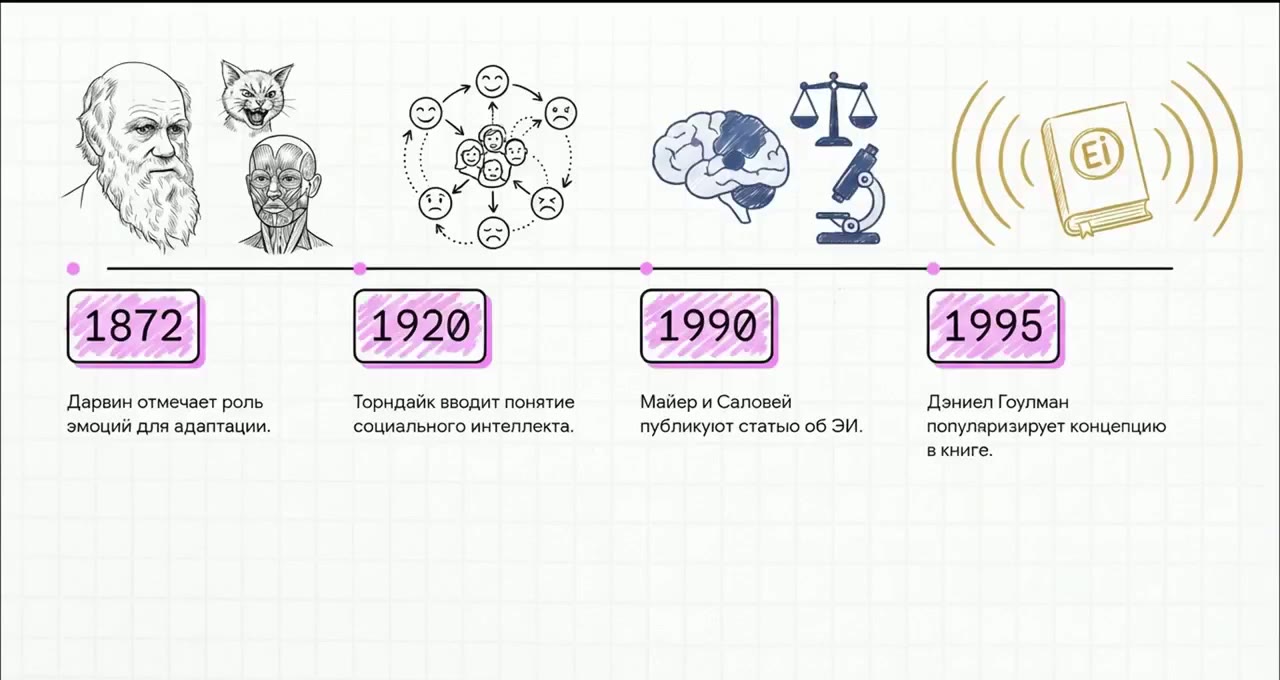 Ei
1872
1920
1990
1995
Дарвин отмечает роль
эмоций для адаптации.
Торндайк вводит понятие
социального интеллекта.
Майер и Саловей
публикуют статью об ЭИ.
Дэниел Гоулман
популяризирует концепцию
в книге.